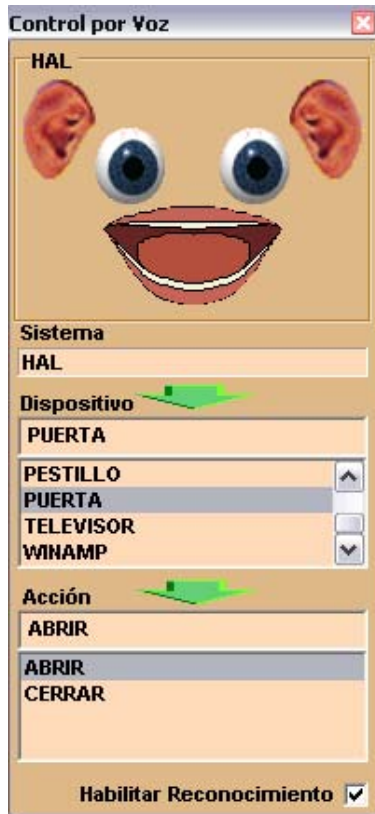 Control por Voz
HAL
Sistema
HAL
Dispositivo
PUERTA
PESTILLO
PUERTA
TELEVISOR
WINAMP
Acción
ABRIR
ABRIR
CERRAR
Habilitar Reconocimiento